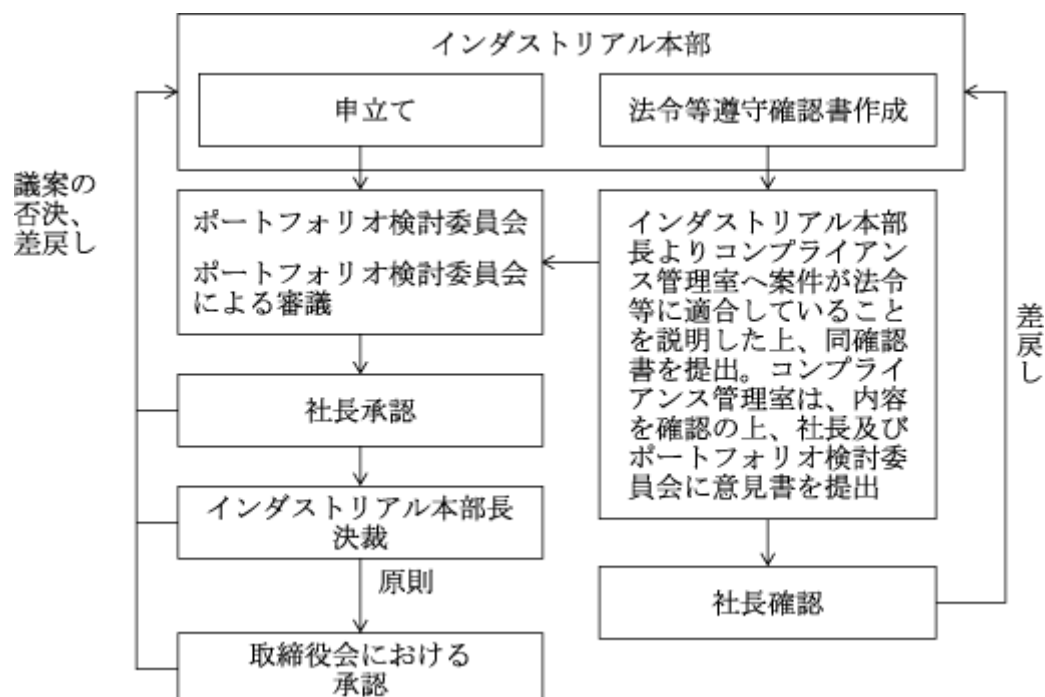 インダストリアル本部
申立て
法令等遵守確認書作成
議案の
否決、
差戻し
ポートフォリオ検討委員会
ポートフォリオ検討委員会
による審議
インダストリアル本部
長よりコンプライアン
ス管理室へ案件が法令
等に適合していること
を説明した上、同確認
書を提出。コンプライ
アンス管理室は、内容
を確認の上、社長及び
ポートフォリオ検討委
員会に意見書を提出
差戻し
社長承認
インダストリアル本部長
決裁
原則
社長確認
取締役会における
承認